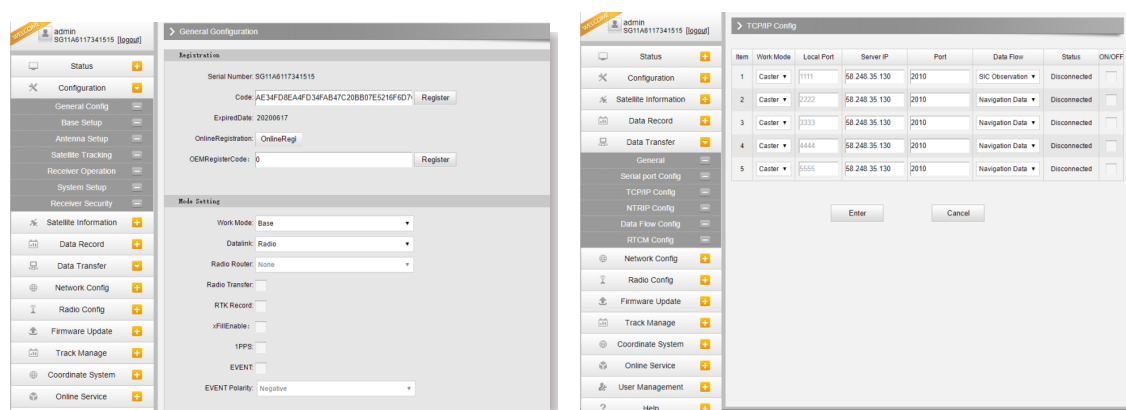 WELCOME
admin
SG11A6117341515 [logout]
Status
Configuration
General Config
Base Setup
Antenna Setup
Satellite Tracking
Receiver Operation
System Setup
Receiver Security
Satellite Information
Data Record
Data Transfer
Network Config
Radio Config
Firmware Update
Track Manage
Coordinate System
Online Service
General Gonfiguration
Registration
Serial Number: SG11A6117341515
Code: AE34FD8EA4FD34FAB47C20BB07E5216F6D7 Register
ExpiredDate: 20200617
OnlineRegistration: OnlineRegi
OEMRegisterCode: 0 Register
Mode Setting
Work Mode: Base
Datalink: Radio
Radio Router: None
Radio Transfer:
RTK Record:
xFillEnable:
1PPS:
EVENT:
EVENT Polarity: Negative
WELCOME
admin
SG11A6117341515 [logout]
Status
Configuration
Satellite Information
Data Record
Data Transfer
General
Serial port Config
TCP/IP Config
NTRIP Config
Data Flow Config
RTCM Config
Network Config
Radio Config
Firmware Update
Track Manage
Coordinate System
Online Service
User Management
Help
TCP/IP Config
Item Work Mode Local Port Server IP Port Data Flow Status ON/OFF
1 Caster 1111 58.248.35.130 2010 SIC Observation Disconnected
2 Caster 2222 58.248.35.130 2010 Navigation Data Disconnected
3 Caster 3333 58.248.35.130 2010 Navigation Data Disconnected
4 Caster 4444 58.248.35.130 2010 Navigation Data Disconnected
5 Caster 5555 58.248.35.130 2010 Navigation Data Disconnected
Enter Cancel